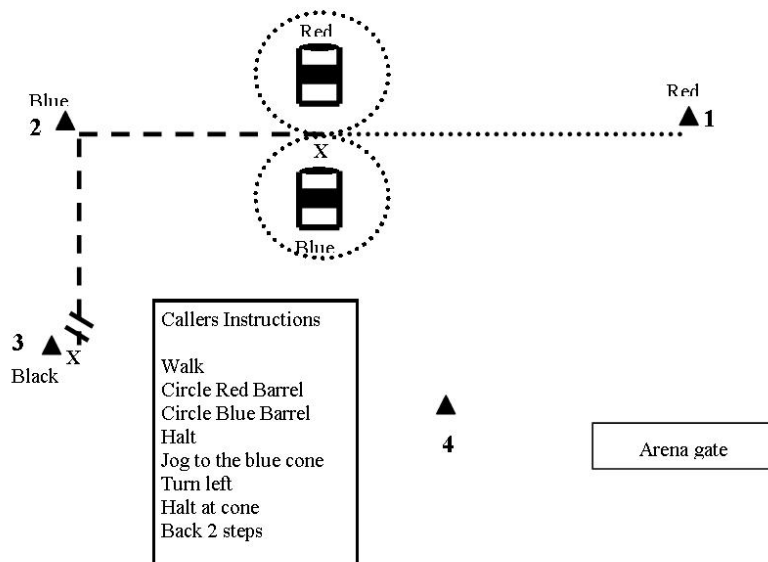 Red
Blue
2
Red
1
X
Blue
3
X
Black
Callers Instructions
Walk
Circle Red Barrel
Circle Blue Barrel
Halt
Jog to the blue cone
Turn left
Halt at cone
Back 2 steps
4
Arena gate